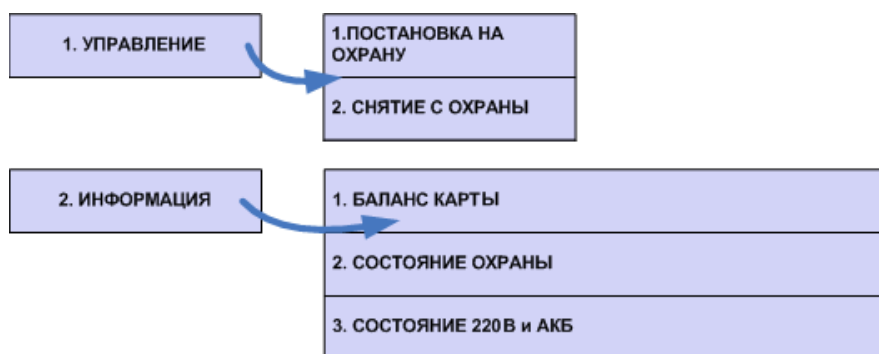 1. УПРАВЛЕНИЕ
1.ПОСТАНОВКА НА
ОХРАНУ
2. СНЯТИЕ С ОХРАНЫ
2. ИНФОРМАЦИЯ
1. БАЛАНС КАРТЫ
2. СОСТОЯНИЕ ОХРАНЫ
3. СОСТОЯНИЕ 220В и АКБ